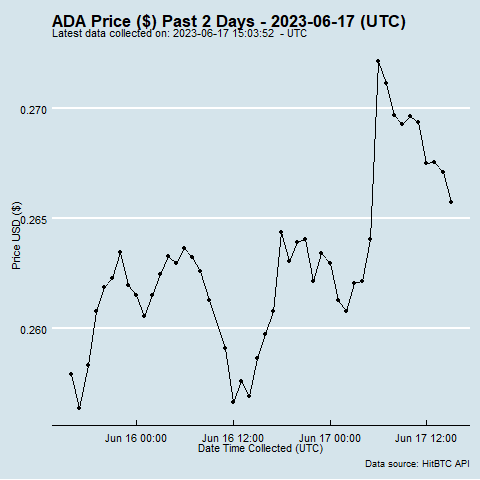 ADA Price ($) Past 2 Days - 2023-06-17 (UTC)
Latest data collected on: 2023-06-17 15:03:52  - UTC
0.270
0.265
0.260
Price USD ($)
Jun 16 00:00 Jun 16 12:00 Jun 17 00:00 Jun 17 12:00
Date Time Collected (UTC)
Data source: HitBTC API